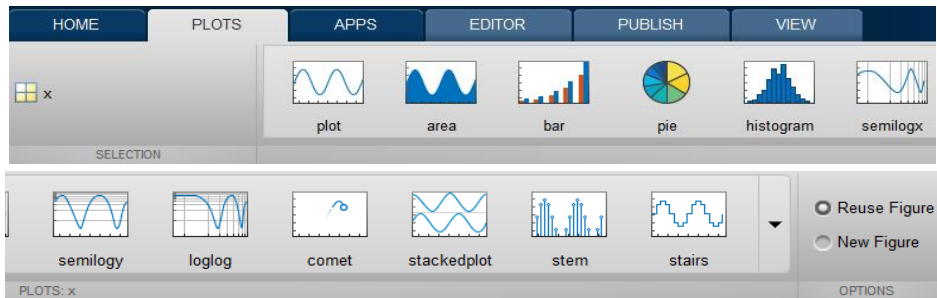 HOME PLOTS APPS EDITOR PUBLISH VIEW
x
plot area bar pie histogram semilogx
SELECTION
semilogy loglog comet stackedplot stem stairs
Reuse Figure
New Figure
PLOTS: x OPTIONS